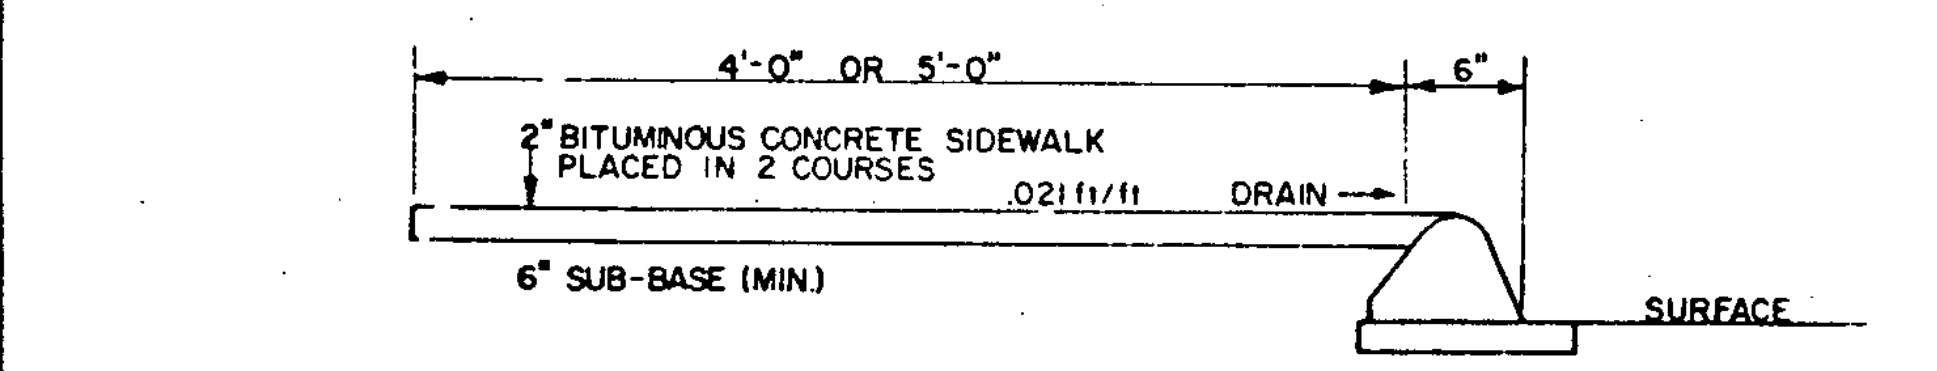 4'-0" OR 5'-0"
6"
2" BITUMINOUS CONCRETE SIDEWALK
PLACED IN 2 COURSES
.021 ft/ft
DRAIN
6" SUB-BASE (MIN.)
SURFACE